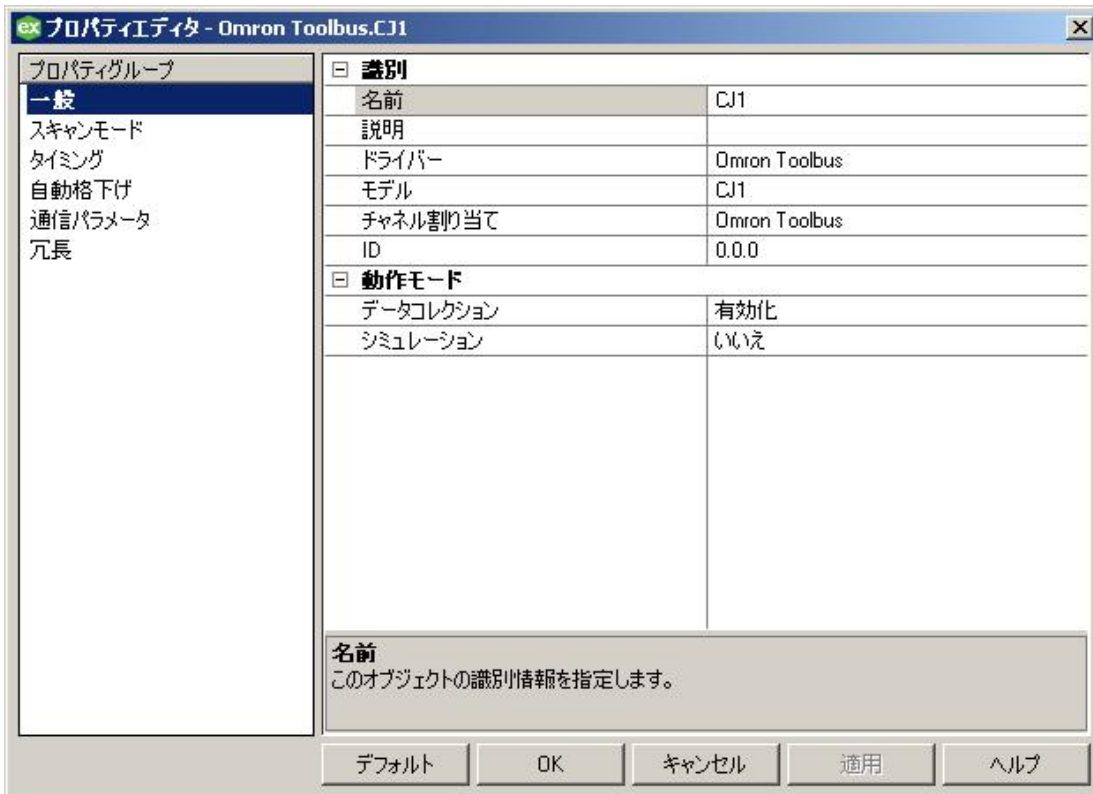 ex プロパティエディタ - Omron Toolbus.CJ1
プロパティグループ
一般
スキャンモード
タイミング
自動格下げ
通信パラメータ
冗長
識別
名前 CJ1
説明
ドライバー Omron Toolbus
モデル CJ1
チャネル割り当て Omron Toolbus
ID 0.0.0
動作モード
データコレクション 有効化
シミュレーション いいえ
名前
このオブジェクトの識別情報を指定します。
デフォルト OK キャンセル 適用 ヘルプ